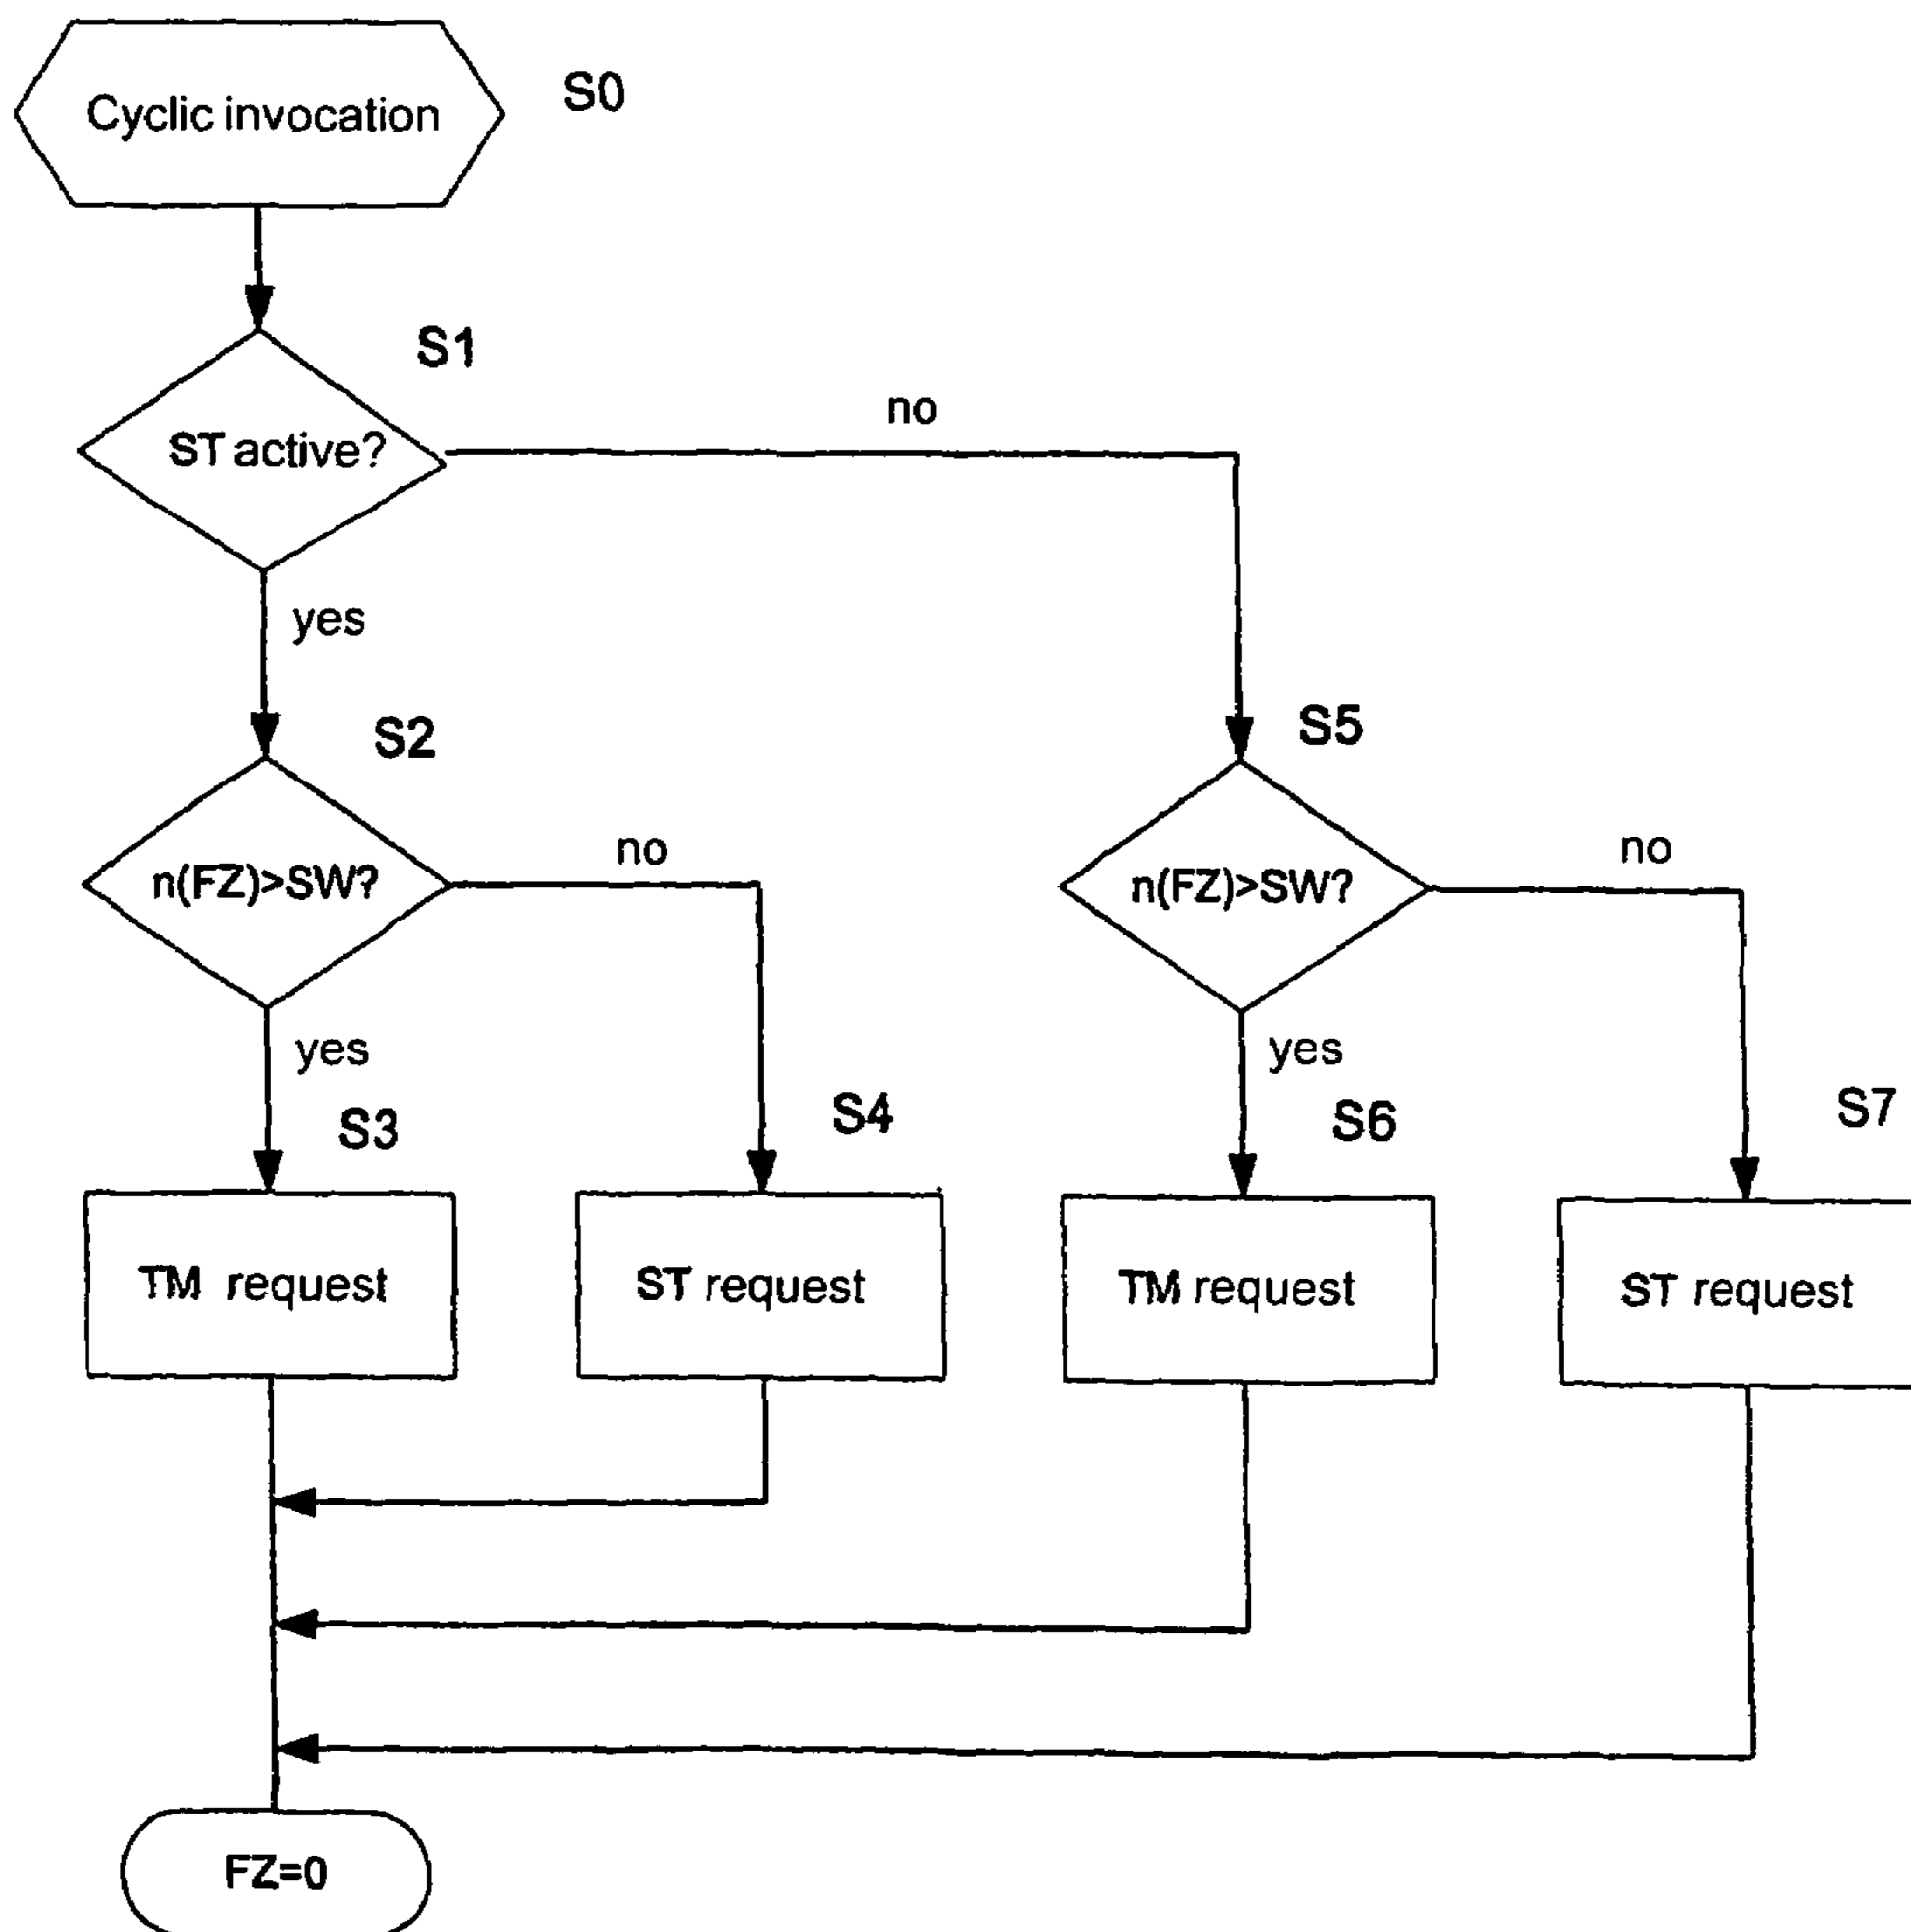 Cyclic invocation
S0
S1
ST active?
no
yes
S2
S5
n(FZ)>SW?
no
n(FZ)>SW?
no
yes
yes
S3
S4
S6
S7
TM request
ST request
TM request
ST request
FZ=0